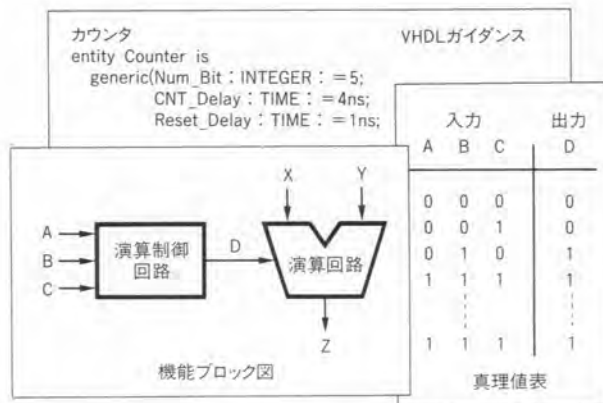 カウンタ
VHDLガイダンス
entity Counter is
generic(Num_Bit：INTEGER：=5;
CNT_Delay：TIME：=4ns;
Reset_Delay：TIME：=1ns;
入力 出力
A B C D
0 0 0 0
0 0 1 0
0 1 0 1
1 1 1 1
1 1 1 1
真理値表
X Y
A
B
C
演算制御
回路
D
演算回路
Z
機能ブロック図